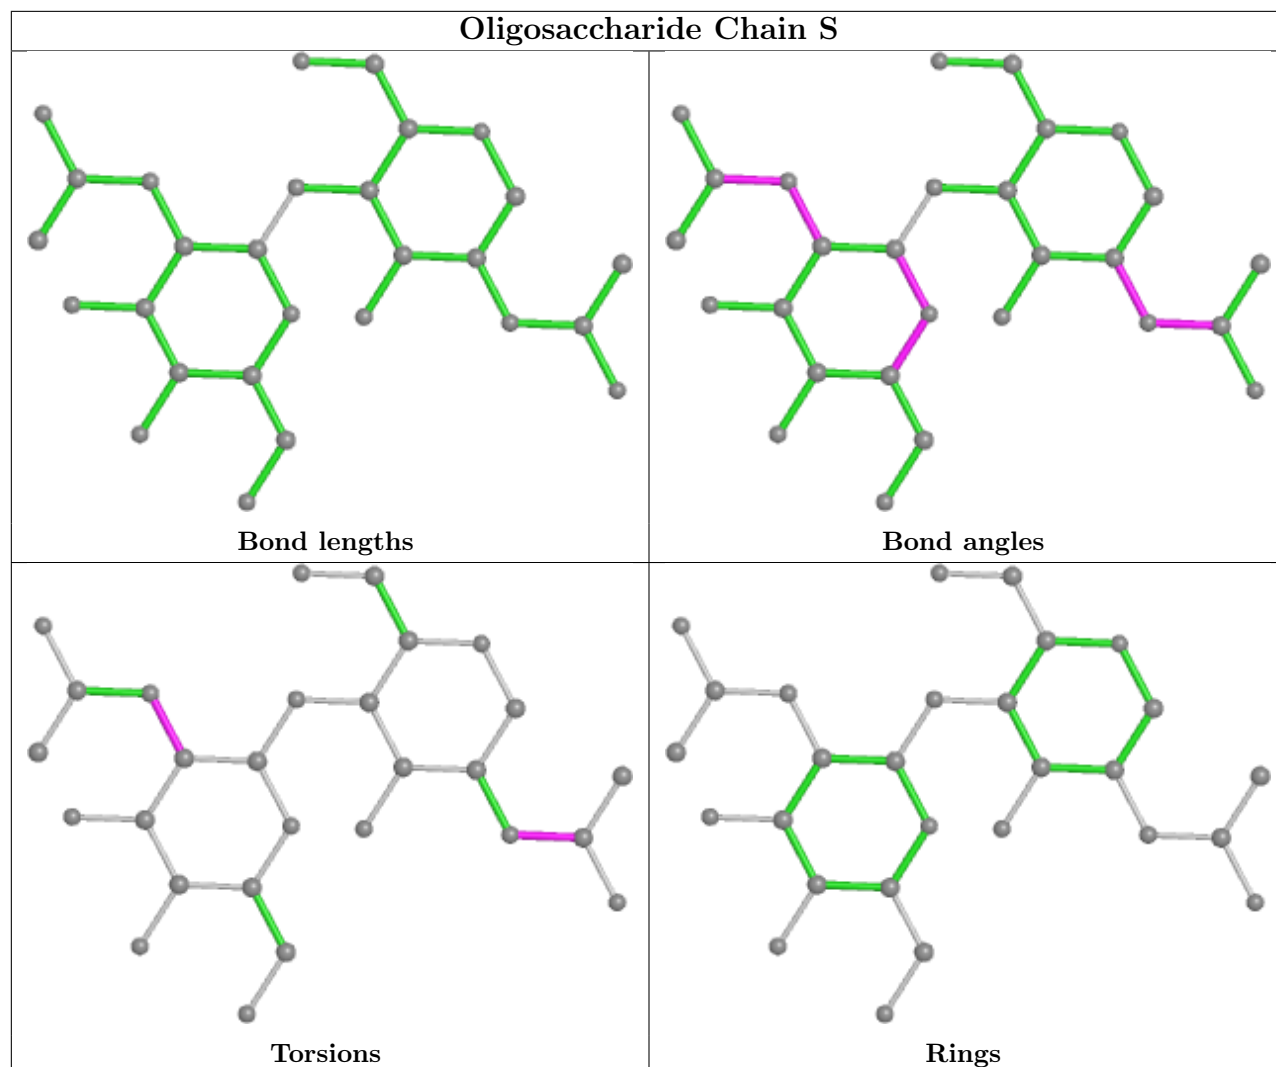 Oligosaccharide Chain S
Bond lengths
Bond angles
Torsions
Rings